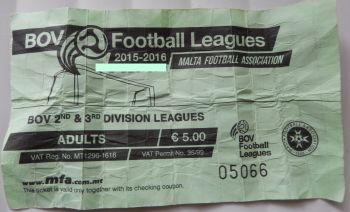 BOV Football Leagues
2015-2016
MALTA FOOTBALL ASSOCIATION
BOV 2ND & 3RD DIVISION LEAGUES
ADULTS € 5.00
VAT Reg. No. MT1296-1618 VAT Permit No. 35/99
BOV
Football
Leagues
05066
www.mfa.com.mt
This ticket is valid only together with its checking coupon.